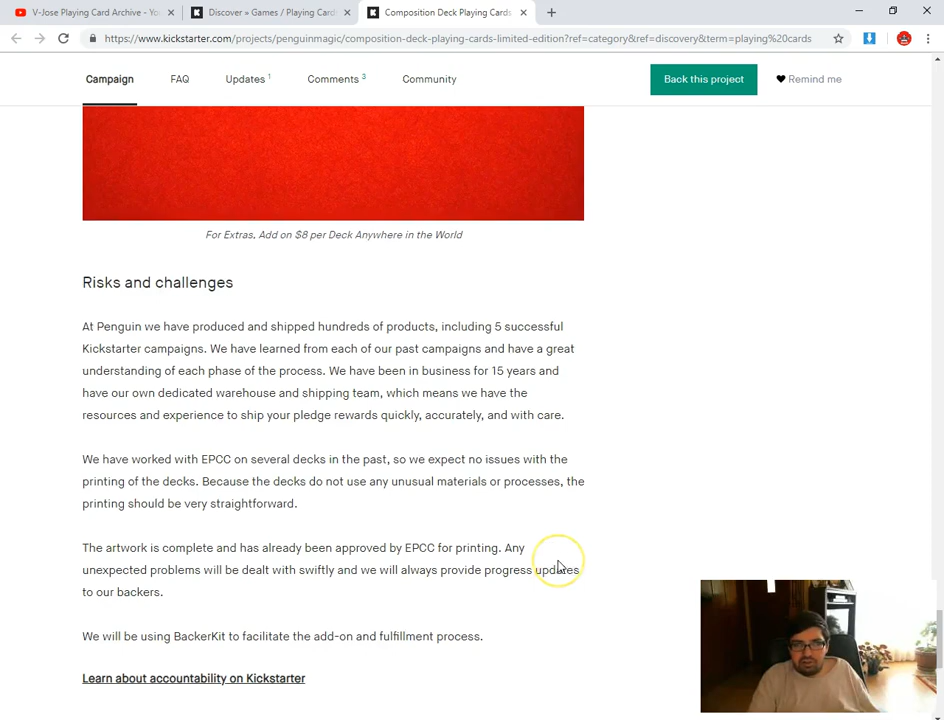 V-Jose Playing Card Archive - Yo
Discover » Games / Playing Card
Composition Deck Playing Cards
https://www.kickstarter.com/projects/penguinmagic/composition-deck-playing-cards-limited-edition?ref=category&ref=discovery&term=playing%20cards
Campaign FAQ Updates 1 Comments 3 Community Back this project Remind me
For Extras, Add on $8 per Deck Anywhere in the World
Risks and challenges
At Penguin we have produced and shipped hundreds of products, including 5 successful
Kickstarter campaigns. We have learned from each of our past campaigns and have a great
understanding of each phase of the process. We have been in business for 15 years and
have our own dedicated warehouse and shipping team, which means we have the
resources and experience to ship your pledge rewards quickly, accurately, and with care.
We have worked with EPCC on several decks in the past, so we expect no issues with the
printing of the decks. Because the decks do not use any unusual materials or processes, the
printing should be very straightforward.
The artwork is complete and has already been approved by EPCC for printing. Any
unexpected problems will be dealt with swiftly and we will always provide progress updates
to our backers.
We will be using BackerKit to facilitate the add-on and fulfillment process.
Learn about accountability on Kickstarter